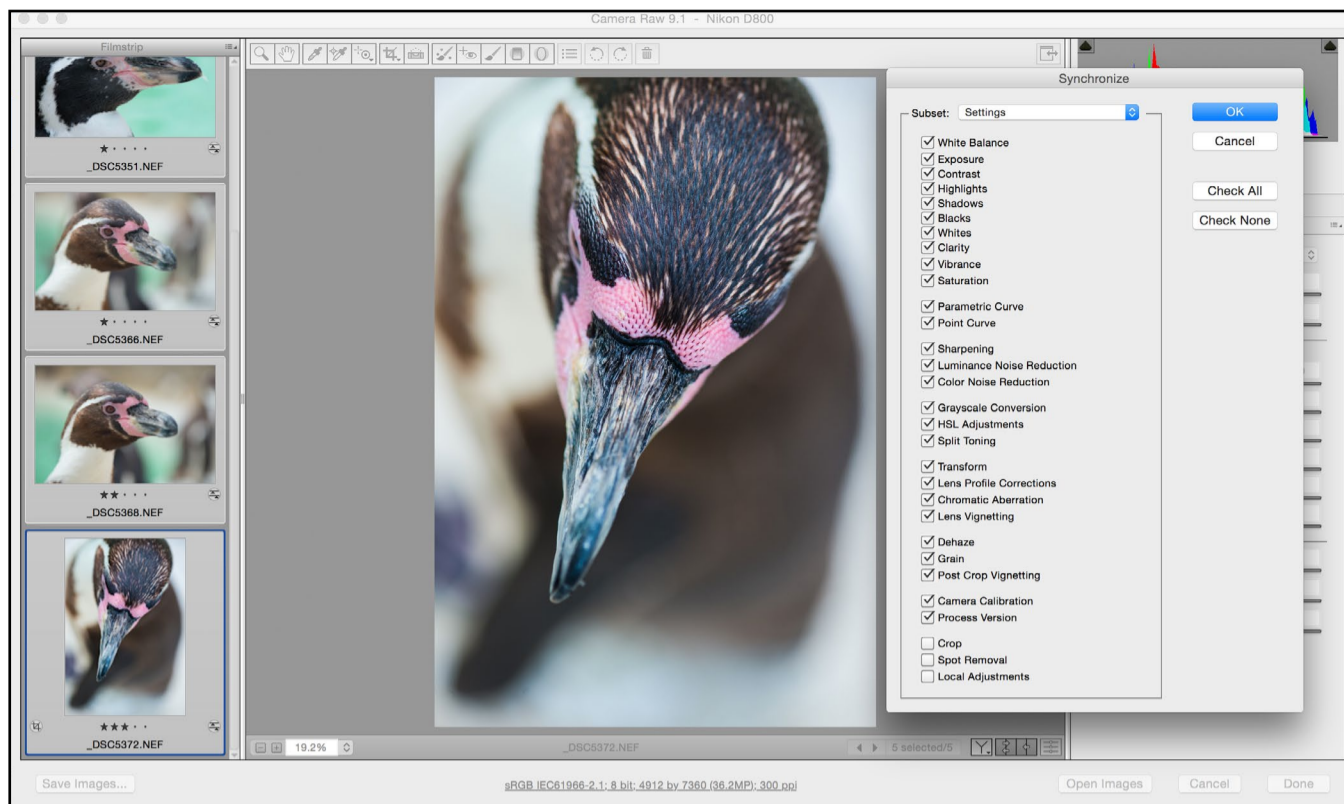 Camera Raw 9.1 - Nikon D800
Filmstrip
_DSC5351.NEF
_DSC5366.NEF
_DSC5368.NEF
_DSC5372.NEF
19.2%
_DSC5372.NEF
5 selected/5
Synchronize
Subset: Settings
White Balance
Exposure
Contrast
Highlights
Shadows
Blacks
Whites
Clarity
Vibrance
Saturation
Parametric Curve
Point Curve
Sharpening
Luminance Noise Reduction
Color Noise Reduction
Grayscale Conversion
HSL Adjustments
Split Toning
Transform
Lens Profile Corrections
Chromatic Aberration
Lens Vignetting
Dehaze
Grain
Post Crop Vignetting
Camera Calibration
Process Version
Crop
Spot Removal
Local Adjustments
OK
Cancel
Check All
Check None
Save Images...
sRGB IEC61966-2.1; 8 bit; 4912 by 7360 (36.2MP); 300 ppi
Open Images
Cancel
Done